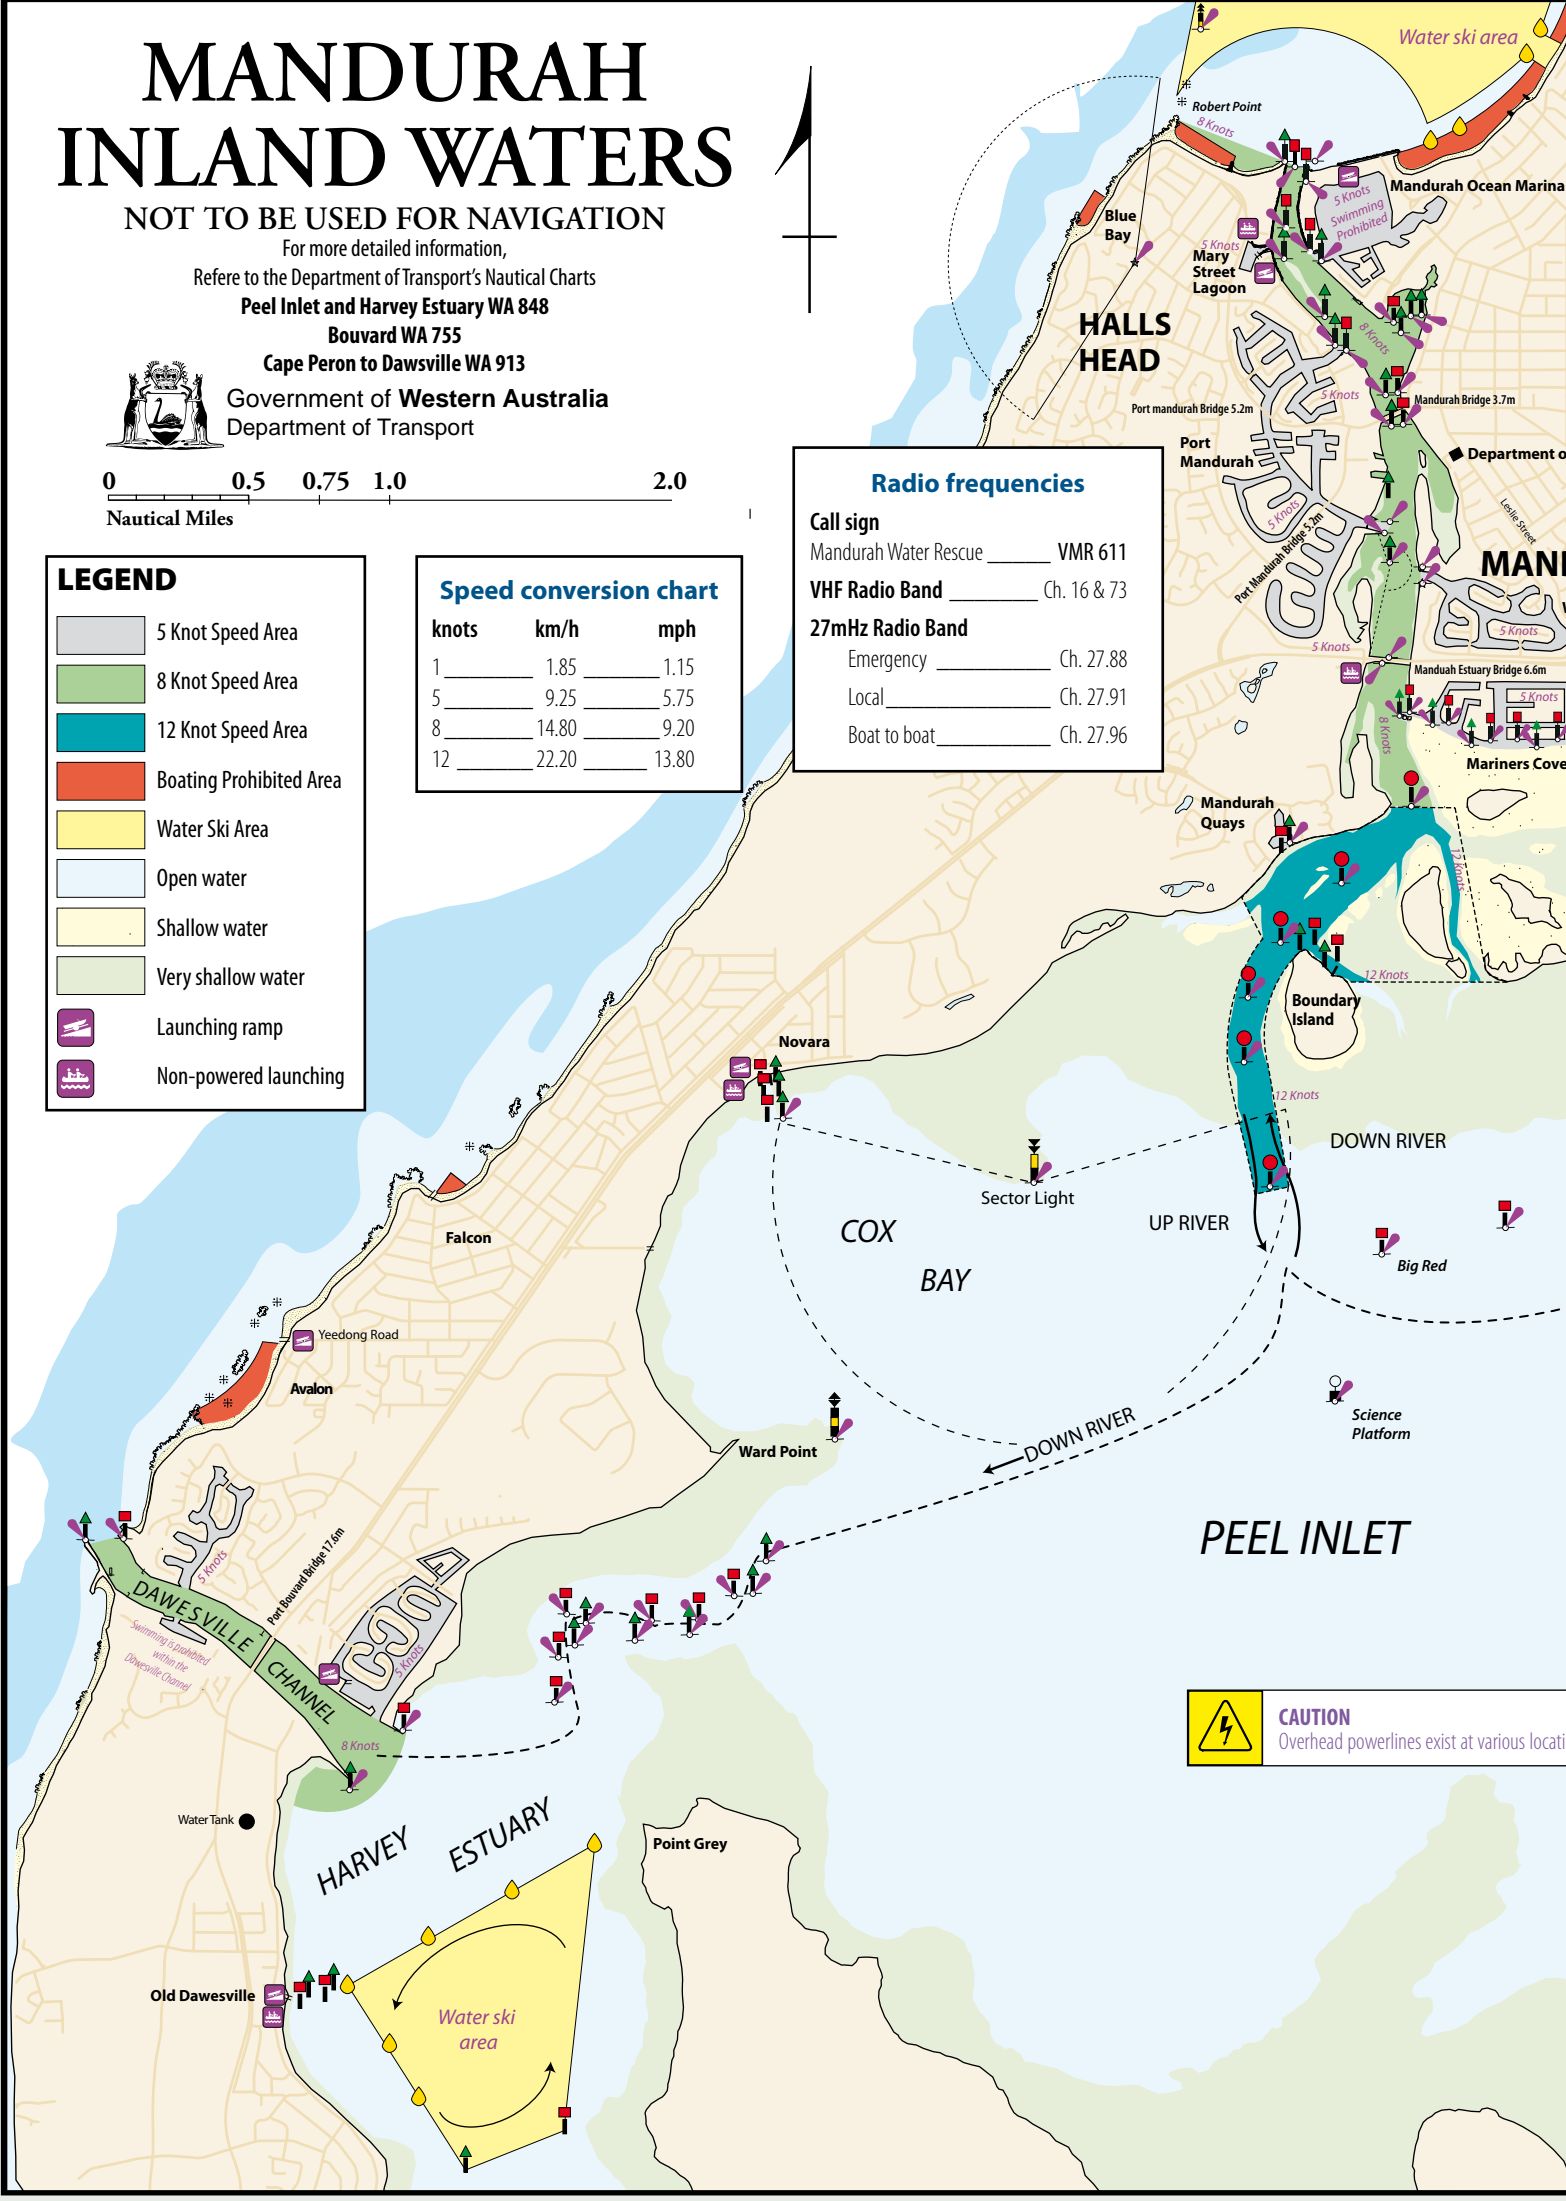 MANDURAH
INLAND WATERS
NOT TO BE USED FOR NAVIGATION
For more detailed information,
Refere to the Department of Transport's Nautical Charts
Peel Inlet and Harvey Estuary WA 848
Bouvard WA 755
Cape Peron to Dawsville WA 913
Government of Western Australia
Department of Transport
0 0.5 0.75 1.0 2.0
Nautical Miles
LEGEND
5 Knot Speed Area
8 Knot Speed Area
12 Knot Speed Area
Boating Prohibited Area
Water Ski Area
Open water
Shallow water
Very shallow water
Launching ramp
Non-powered launching
Speed conversion chart
knots km/h mph
1 1.85 1.15
5 9.25 5.75
8 14.80 9.20
12 22.20 13.80
Radio frequencies
Call sign
Mandurah Water Rescue VMR 611
VHF Radio Band Ch. 16 & 73
27mHz Radio Band
Emergency Ch. 27.88
Local Ch. 27.91
Boat to boat Ch. 27.96
Water ski area
Robert Point
8 Knots
Mandurah Ocean Marina
5 Knots
Swimming
Prohibited
Blue
Bay
5 Knots
Mary
Street
Lagoon
HALLS
HEAD
8 Knots
5 Knots
Port mandurah Bridge 5.2m
Mandurah Bridge 3.7m
Port
Mandurah
Department o
5 Knots
Port Mandurah Bridge 5.2m
Leslie Street
MAN
5 Knots
5 Knots
Manduah Estuary Bridge 6.6m
5 Knots
8 Knots
Mariners Cove
Mandurah
Quays
12 Knots
12 Knots
Boundary
Island
Novara
12 Knots
DOWN RIVER
Sector Light
UP RIVER
COX
BAY
Big Red
Falcon
Yeedong Road
Avalon
Science
Platform
DOWN RIVER
Ward Point
PEEL INLET
5 Knots
Port Bouvard Bridge 17.6m
DAWESVILLE
CHANNEL
Swimming is prohibited
within the
Dawesville Channel
5 Knots
8 Knots
CAUTION
Overhead powerlines exist at various locati
Water Tank
HARVEY
ESTUARY
Point Grey
Old Dawesville
Water ski
area